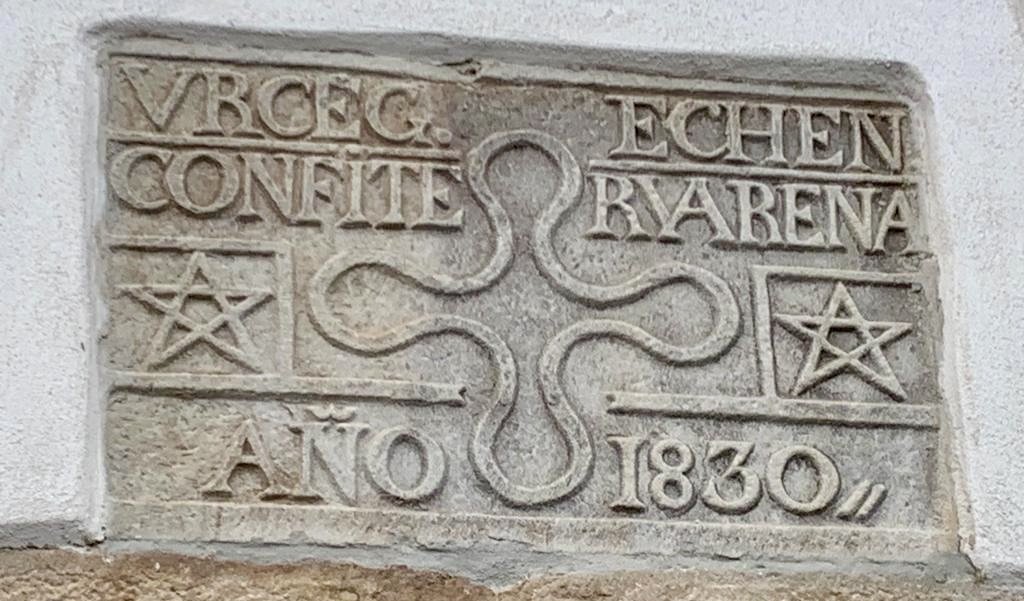 VRCEG. ECHEN
CONFITE RVARENA
AÑO 1830〃